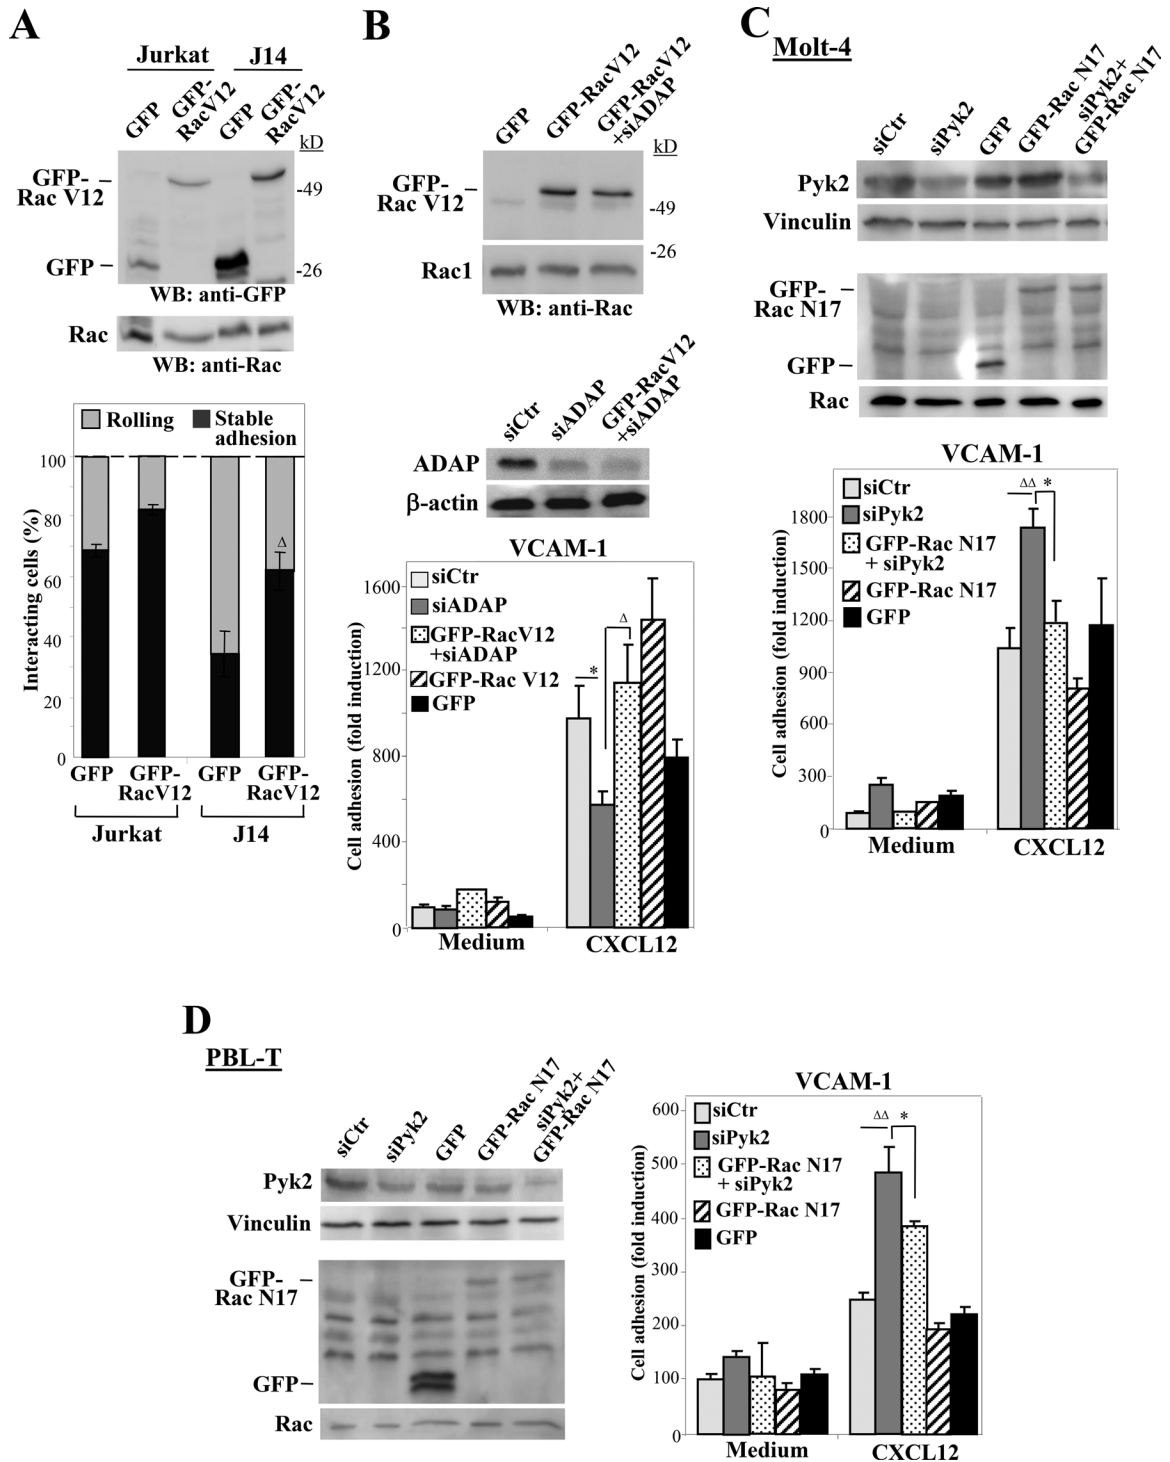 A
Jurkat J14
GFP
GFP-
RacV12
GFP
GFP-
RacV12
kD
GFP-
Rac V12
-49
GFP
-26
WB: anti-GFP
Rac
WB: anti-Rac
Rolling
Stable
adhesion
Interacting cells (%)
100
80
60
40
20
0
Δ
GFP GFP-
RacV12
GFP GFP-
RacV12
Jurkat J14
B
GFP
GFP-RacV12
GFP-RacV12
+siADAP
kD
GFP-
Rac V12
-49
-26
Rac1
WB: anti-Rac
siCtr
siADAP
GFP-RacV12
+siADAP
ADAP
β-actin
VCAM-1
siCtr
siADAP
GFP-RacV12
+siADAP
GFP-Rac V12
GFP
Cell adhesion (fold induction)
1600
1200
800
400
0
*
Δ
Medium CXCL12
C
Molt-4
siCtr
siPyk2
GFP
GFP-Rac N17
siPyk2+
GFP-Rac N17
Pyk2
Vinculin
GFP-
Rac N17
GFP
Rac
VCAM-1
siCtr
siPyk2
GFP-Rac N17
+ siPyk2
GFP-Rac N17
GFP
Cell adhesion (fold induction)
1800
1500
1200
900
600
300
0
ΔΔ *
Medium CXCL12
D
PBL-T
siCtr
siPyk2
GFP
GFP-Rac N17
siPyk2+
GFP-Rac N17
Pyk2
Vinculin
GFP-
Rac N17
GFP
Rac
VCAM-1
siCtr
siPyk2
GFP-Rac N17
+ siPyk2
GFP-Rac N17
GFP
Cell adhesion (fold induction)
600
500
400
300
200
100
0
ΔΔ *
Medium CXCL12